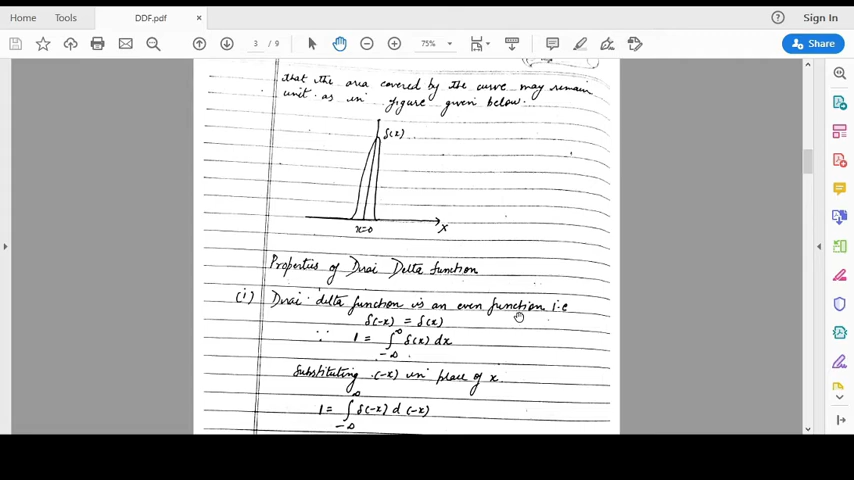 Home Tools DDF.pdf × Sign In
3 / 9 75% Share
that the area covered by the curve may remain
unit as in figure given below.
δ(x)
x=0 X
Properties of Dirai Delta function
(i) Dirai delta function is an even function i.e
δ(-x) = δ(x)
∵ 1 = ∫ δ(x) dx
-∞
Substituting (-x) in place of x.
∞
1 = ∫ δ(-x) d(-x)
-∞